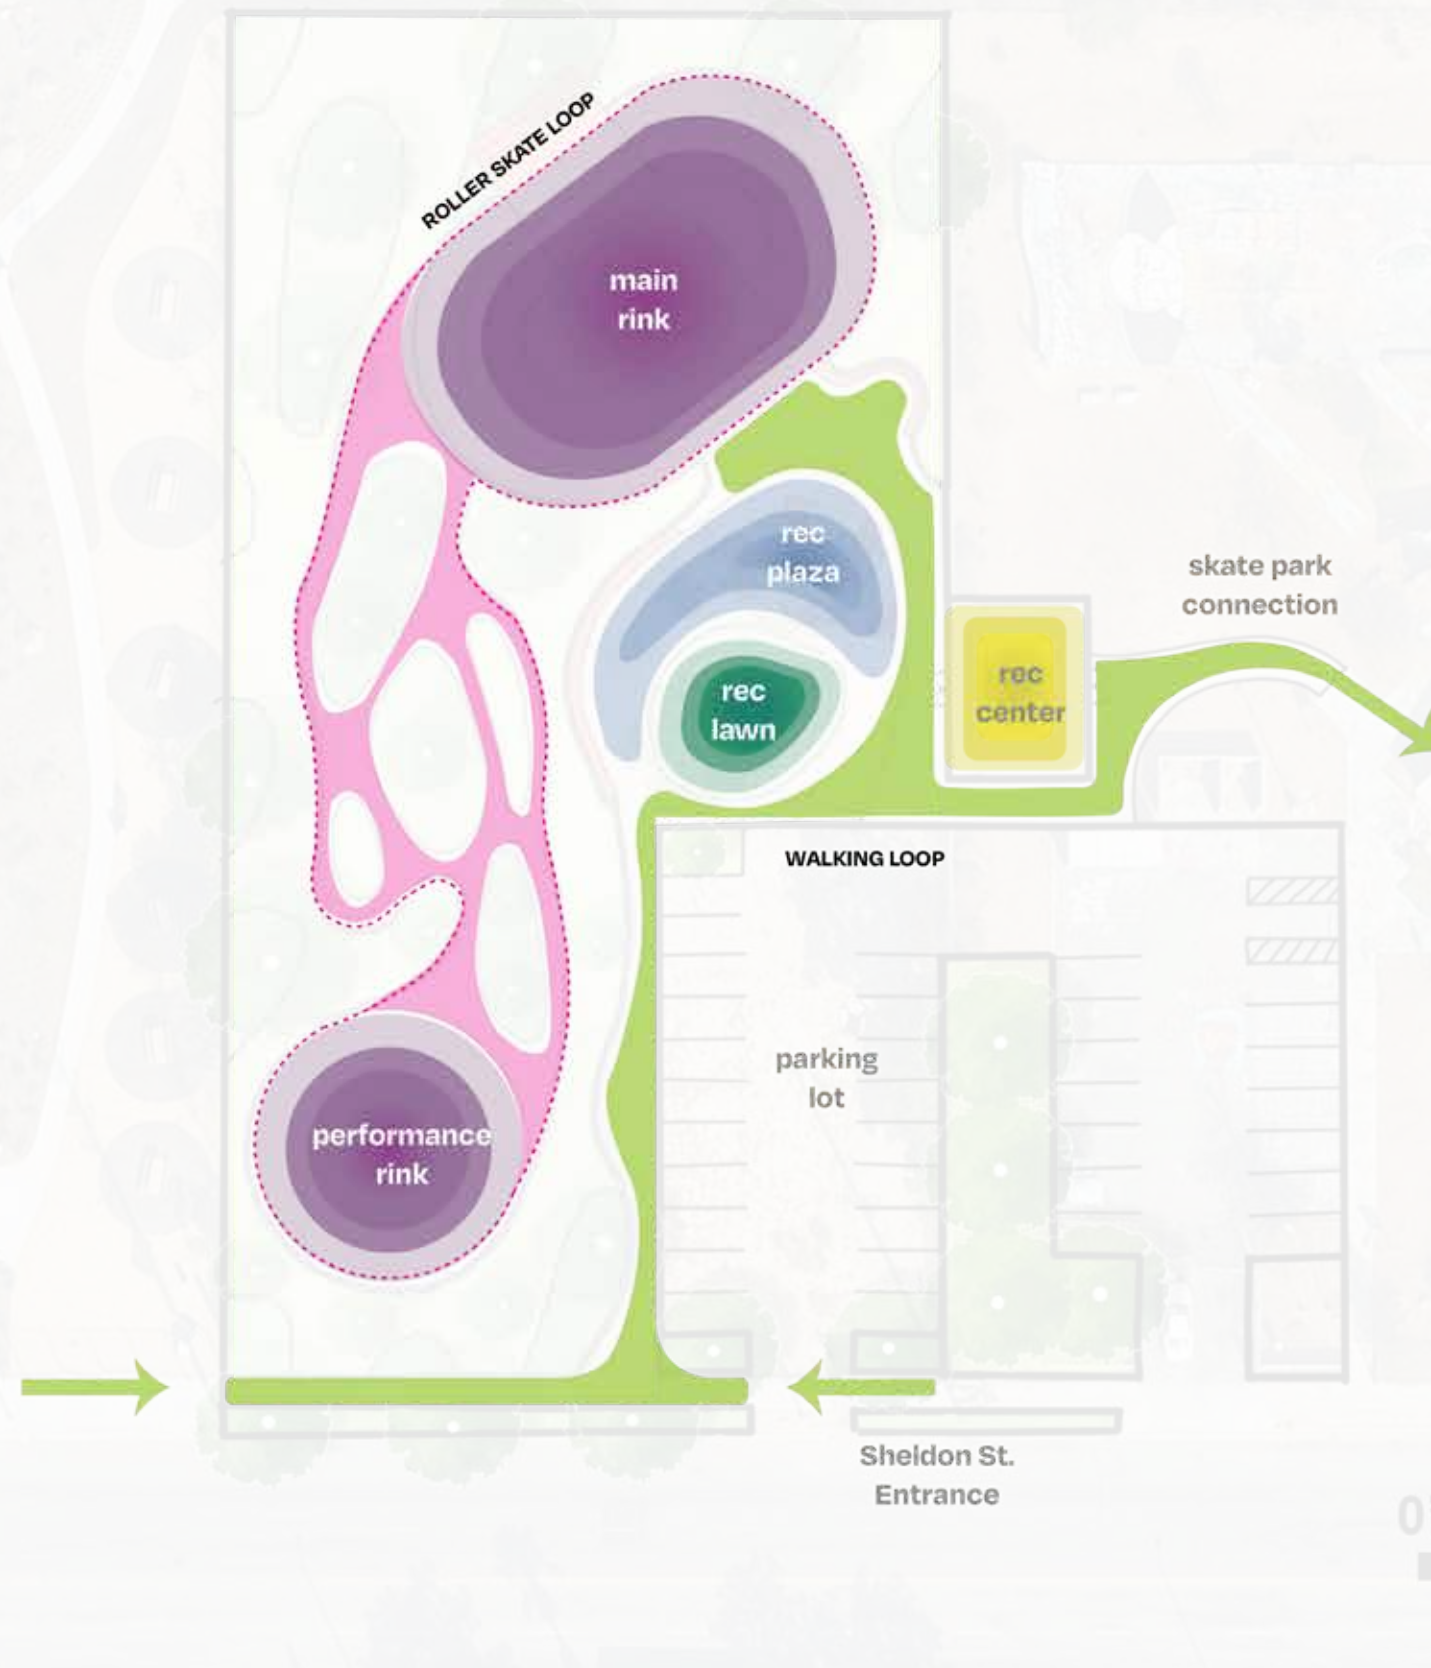 ROLLER SKATE LOOP
main
rink
rec
plaza
skate park
connection
rec
center
rec
lawn
WALKING LOOP
parking
lot
performance
rink
Sheldon St.
Entrance
0